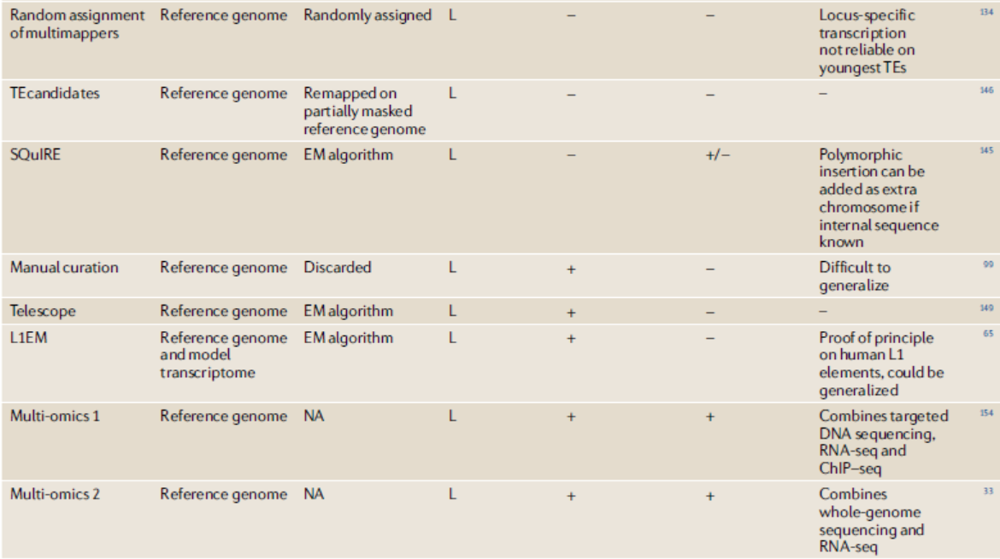 Random assignment Reference genome Randomly assigned L – – Locus-specific 134
of multimappers transcription
not reliable on
youngest TEs
TEcandidates Reference genome Remapped on L – – – 146
partially masked
reference genome
SQuIRE Reference genome EM algorithm L – +/– Polymorphic 145
insertion can be
added as extra
chromosome if
internal sequence
known
Manual curation Reference genome Discarded L + – Difficult to 99
generalize
Telescope Reference genome EM algorithm L + – – 149
L1EM Reference genome EM algorithm L + – Proof of principle 65
and model on human L1
transcriptome elements, could be
generalized
Multi-omics 1 Reference genome NA L + + Combines targeted 154
DNA sequencing,
RNA-seq and
ChIP–seq
Multi-omics 2 Reference genome NA L + + Combines 33
whole-genome
sequencing and
RNA-seq